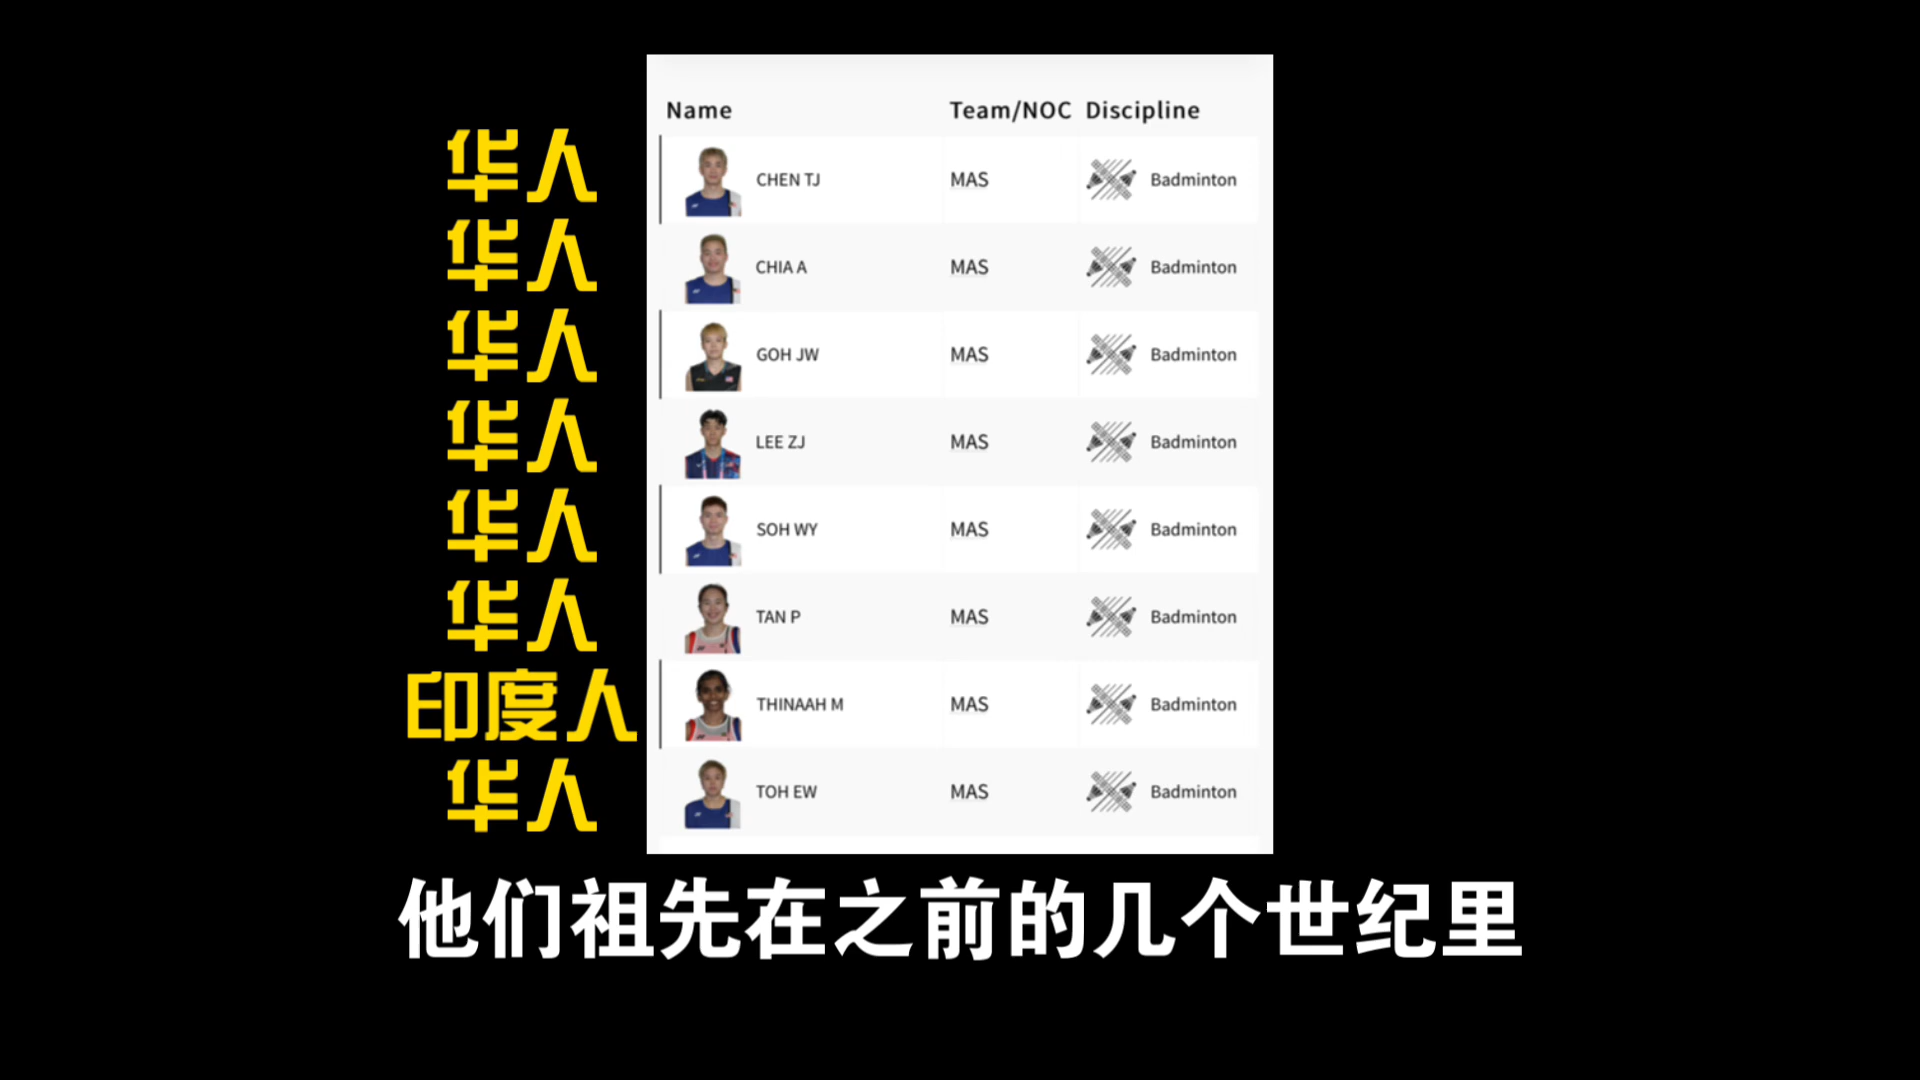 Name Team/NOC Discipline
华人 CHEN TJ MAS Badminton
华人 CHIA A MAS Badminton
华人 GOH JW MAS Badminton
华人 LEE ZJ MAS Badminton
华人 SOH WY MAS Badminton
华人 TAN P MAS Badminton
印度人 THINAAH M MAS Badminton
华人 TOH EW MAS Badminton
他们祖先在之前的几个世纪里